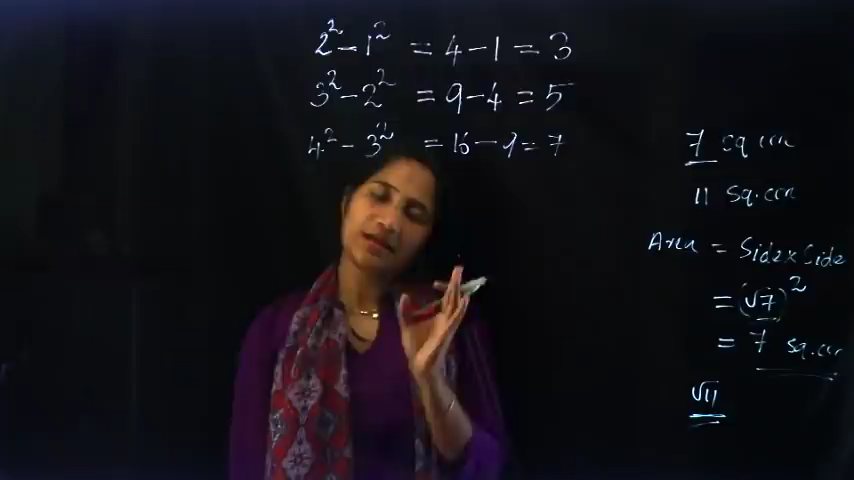 2² - 1² = 4 - 1 = 3
3² - 2² = 9 - 4 = 5
4² - 3² = 16 - 9 = 7
7 sq cm
11 sq.cm
Area = Side x Side
= (√7)²
= 7 sq.cm
√11